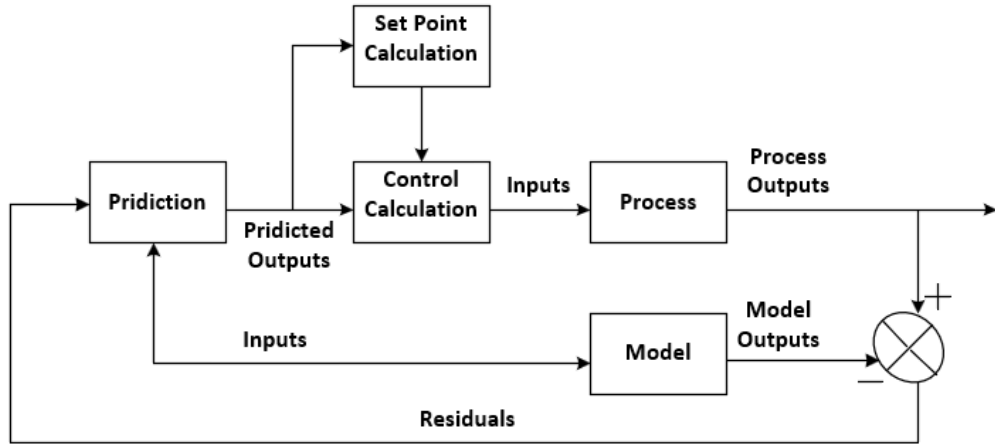 Set Point
Calculation
Pridiction
Pridicted
Outputs
Control
Calculation
Inputs
Process
Process
Outputs
+
Inputs
Model
Model
Outputs
−
Residuals